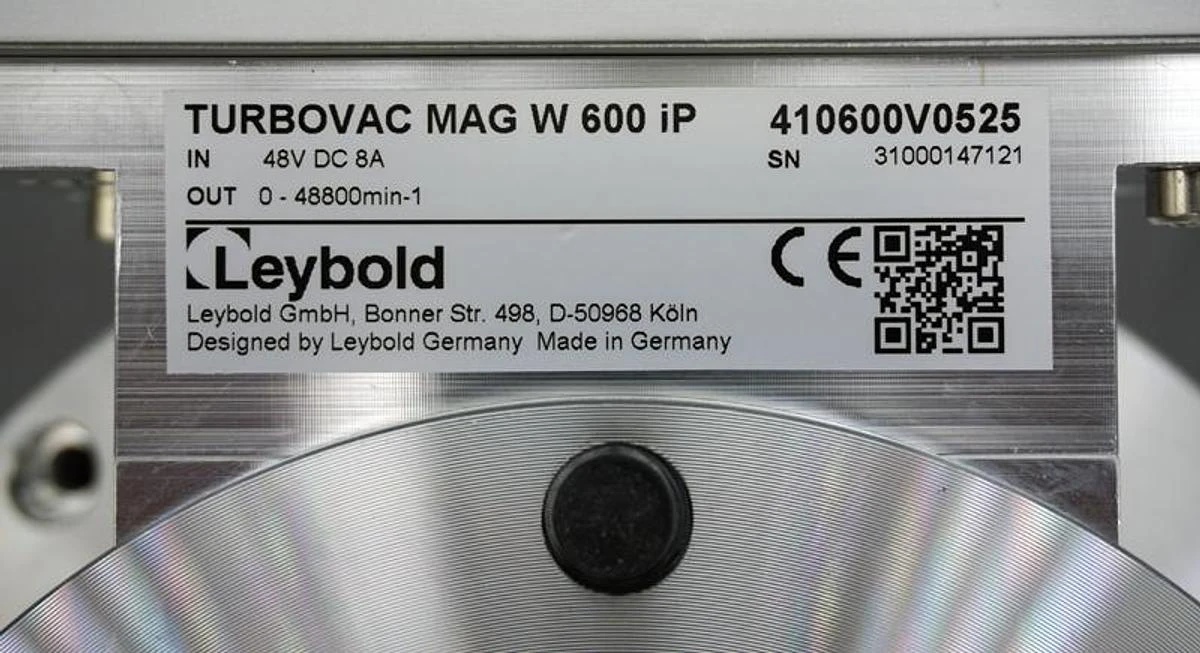 TURBOVAC MAG W 600 iP 410600V0525
IN 48V DC 8A SN 31000147121
OUT 0 - 48800min-1
Leybold CE
Leybold GmbH, Bonner Str. 498, D-50968 Köln
Designed by Leybold Germany Made in Germany